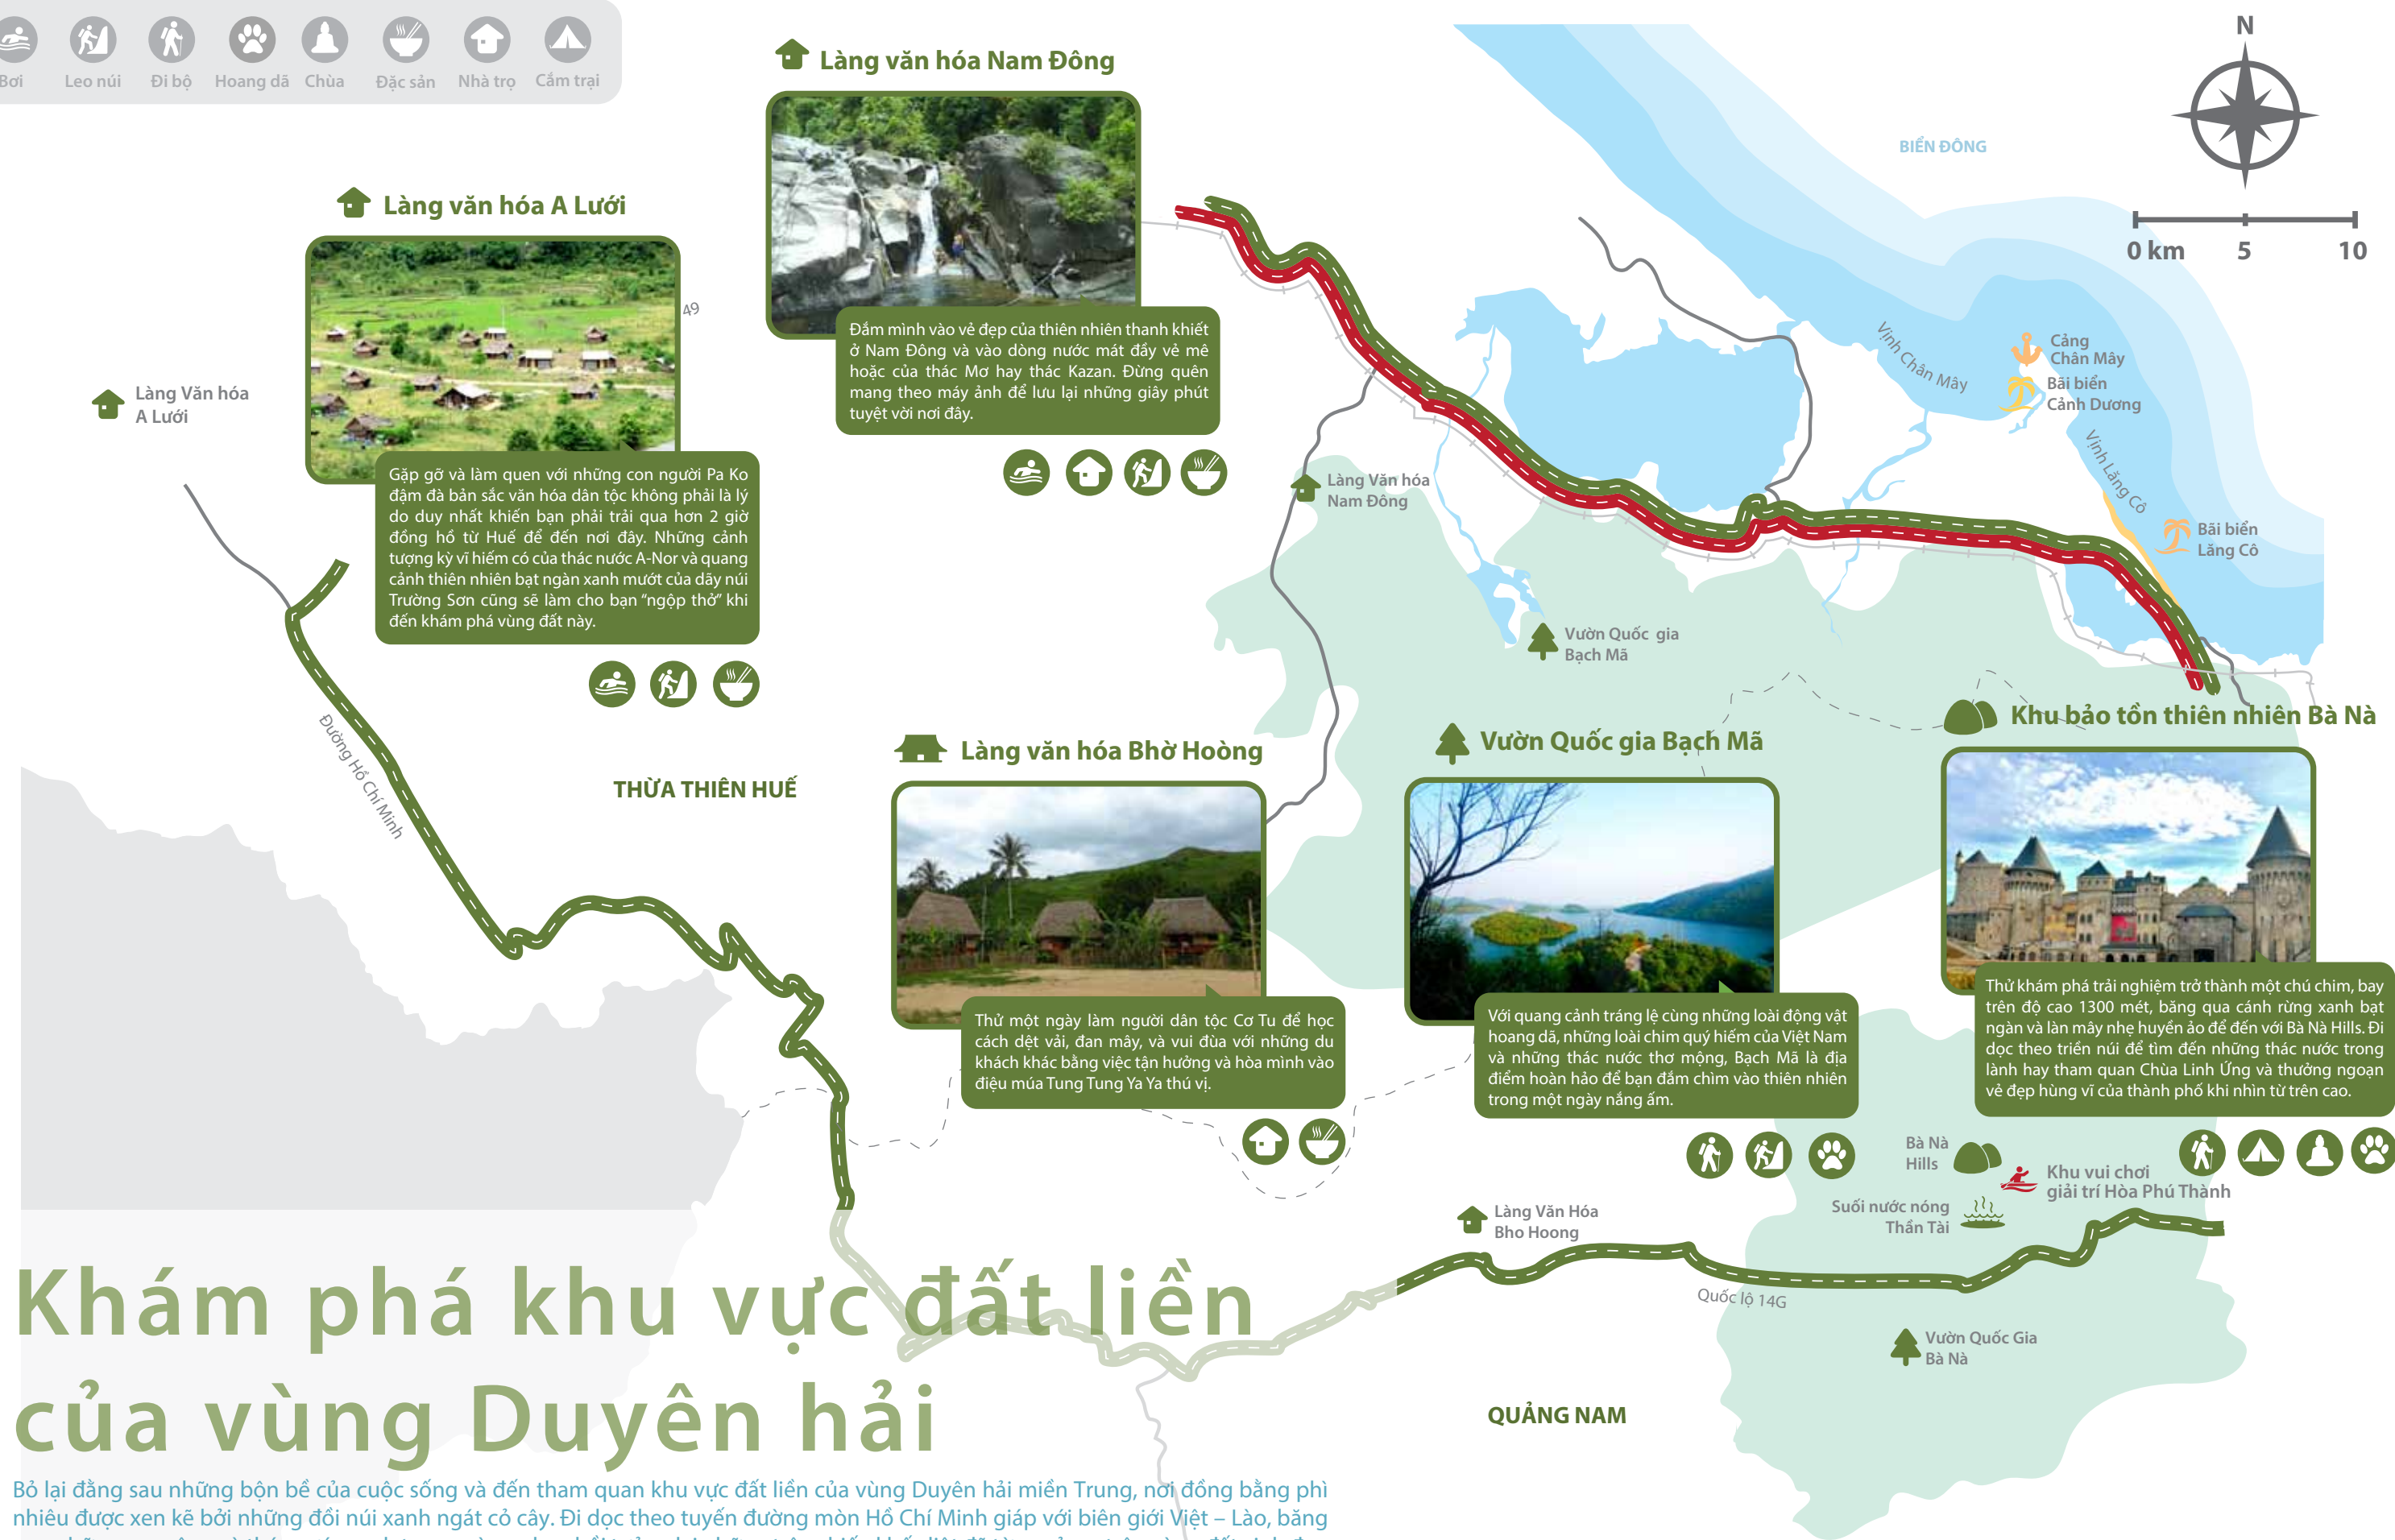 Bơi
Leo núi
Đi bộ
Hoang dã
Chùa
Đặc sản
Nhà trọ
Cắm trại
Làng văn hóa Nam Đông
Đắm mình vào vẻ đẹp của thiên nhiên thanh khiết
ở Nam Đông và vào dòng nước mát đầy vẻ mê
hoặc của thác Mơ hay thác Kazan. Đừng quên
mang theo máy ảnh để lưu lại những giây phút
tuyệt vời nơi đây.
N
0 km
5
10
BIỂN ĐÔNG
Làng văn hóa A Lưới
49
Làng Văn hóa
A Lưới
Gặp gỡ và làm quen với những con người Pa Ko
đậm đà bản sắc văn hóa dân tộc không phải là lý
do duy nhất khiến bạn phải trải qua hơn 2 giờ
đồng hồ từ Huế để đến nơi đây. Những cảnh
tượng kỳ vĩ hiếm có của thác nước A-Nor và quang
cảnh thiên nhiên bạt ngàn xanh mướt của dãy núi
Trường Sơn cũng sẽ làm cho bạn “ngộp thở” khi
đến khám phá vùng đất này.
Vịnh Chân Mây
Cảng
Chân Mây
Bãi biển
Cảnh Dương
Vịnh Lăng Cô
Bãi biển
Lăng Cô
Làng Văn hóa
Nam Đông
Vườn Quốc gia
Bạch Mã
Đường Hồ Chí Minh
THỪA THIÊN HUẾ
Làng văn hóa Bhờ Hoòng
Thử một ngày làm người dân tộc Cơ Tu để học
cách dệt vải, đan mây, và vui đùa với những du
khách khác bằng việc tận hưởng và hòa mình vào
điệu múa Tung Tung Ya Ya thú vị.
Vườn Quốc gia Bạch Mã
Với quang cảnh tráng lệ cùng những loài động vật
hoang dã, những loài chim quý hiếm của Việt Nam
và những thác nước thơ mộng, Bạch Mã là địa
điểm hoàn hảo để bạn đắm chìm vào thiên nhiên
trong một ngày nắng ấm.
Khu bảo tồn thiên nhiên Bà Nà
Thử khám phá trải nghiệm trở thành một chú chim, bay
trên độ cao 1300 mét, băng qua cánh rừng xanh bạt
ngàn và làn mây nhẹ huyền ảo để đến với Bà Nà Hills. Đi
dọc theo triền núi để tìm đến những thác nước trong
lành hay tham quan Chùa Linh Ứng và thưởng ngoạn
vẻ đẹp hùng vĩ của thành phố khi nhìn từ trên cao.
Bà Nà
Hills
Khu vui chơi
giải trí Hòa Phú Thành
Suối nước nóng
Thần Tài
Làng Văn Hóa
Bho Hoong
Quốc lộ 14G
Vườn Quốc Gia
Bà Nà
QUẢNG NAM
Khám phá khu vực đất liền
của vùng Duyên hải
Bỏ lại đằng sau những bộn bề của cuộc sống và đến tham quan khu vực đất liền của vùng Duyên hải miền Trung, nơi đồng bằng phì
nhiêu được xen kẽ bởi những đồi núi xanh ngát cỏ cây. Đi dọc theo tuyến đường mòn Hồ Chí Minh giáp với biên giới Việt – Lào, băng